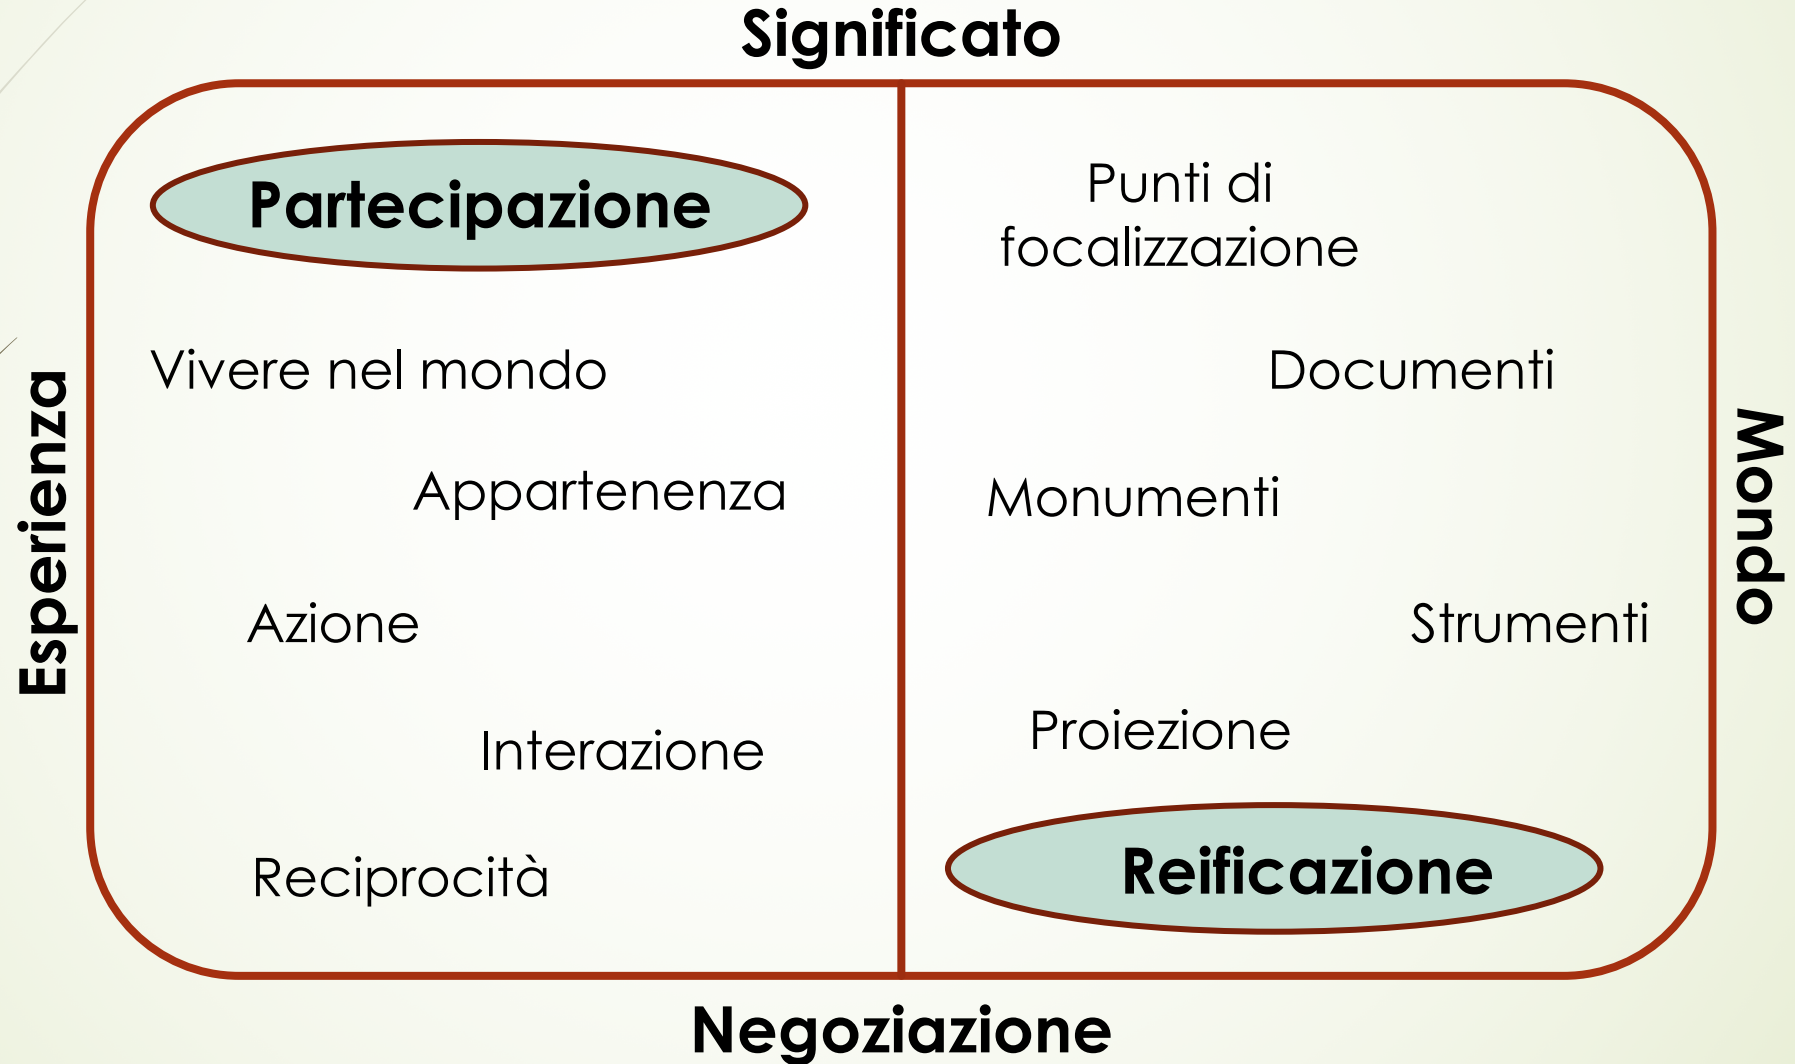 Significato
Esperienza
Partecipazione
Vivere nel mondo
Appartenenza
Azione
Interazione
Reciprocità
Punti di
focalizzazione
Documenti
Monumenti
Strumenti
Proiezione
Reificazione
Mondo
Negoziazione